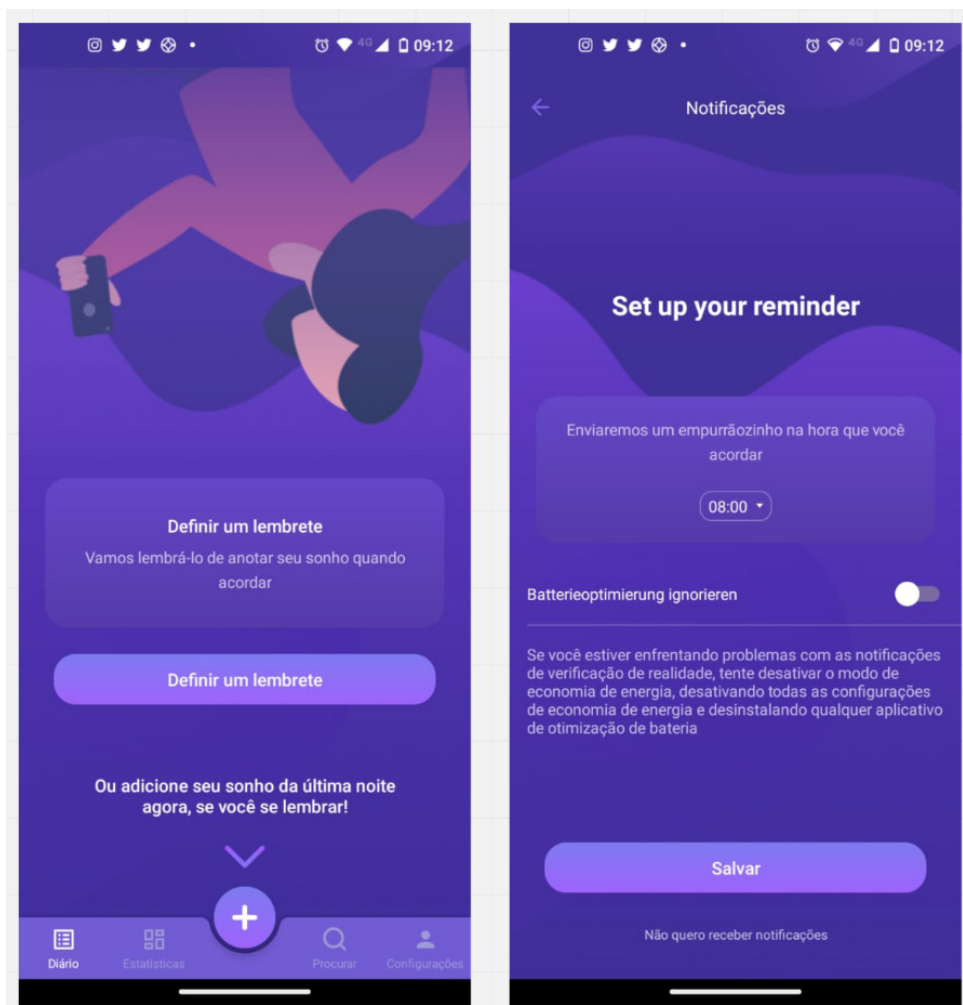 4G
09:12
Definir um lembrete
Vamos lembrá-lo de anotar seu sonho quando
acordar
Definir um lembrete
Ou adicione seu sonho da última noite
agora, se você se lembrar!
Diário
Estatísticas
Procurar
Configurações
4G
09:12
Notificações
Set up your reminder
Enviaremos um empurrãozinho na hora que você
acordar
08:00
Batterieoptimierung ignorieren
Se você estiver enfrentando problemas com as notificações
de verificação de realidade, tente desativar o modo de
economia de energia, desativando todas as configurações
de economia de energia e desinstalando qualquer aplicativo
de otimização de bateria
Salvar
Não quero receber notificações